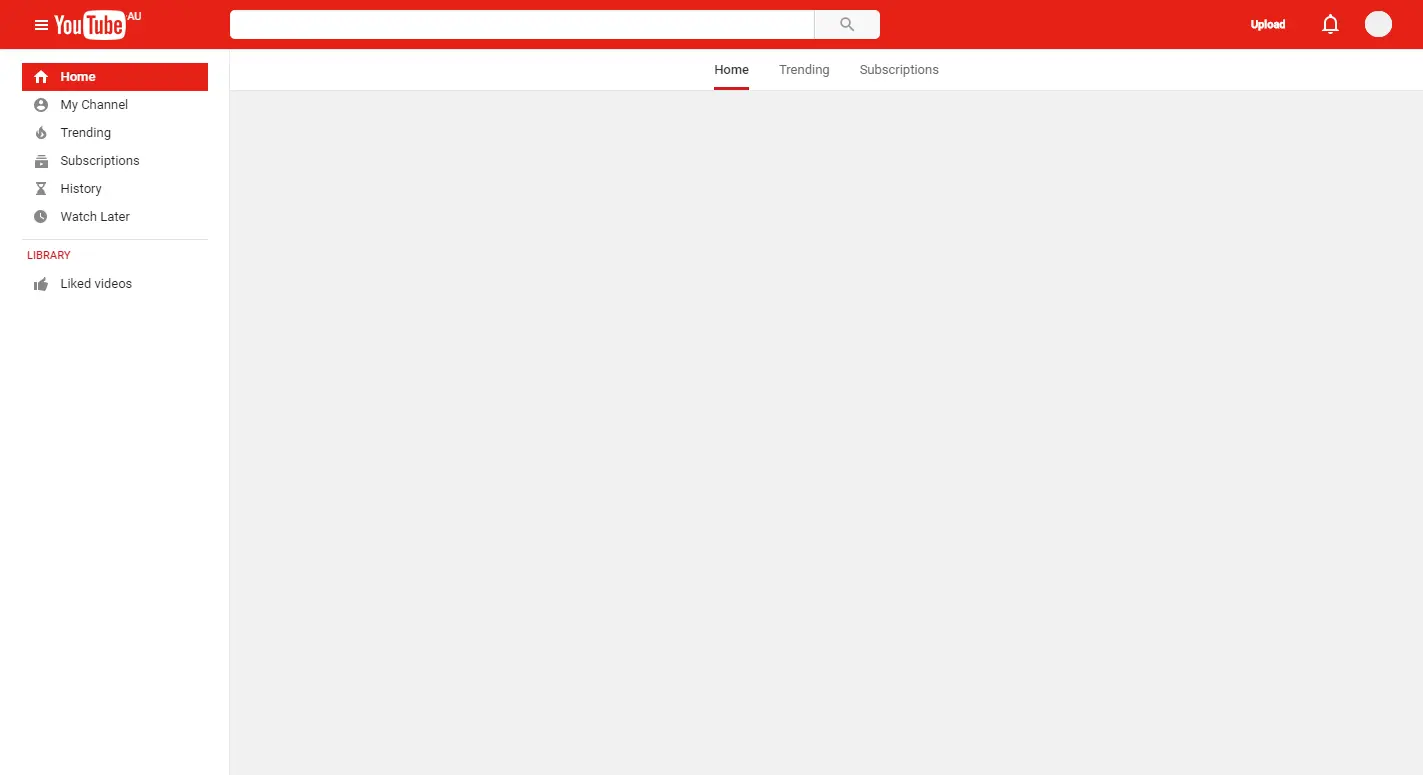 YouTube AU
Upload
Home
Trending
Subscriptions
Home
My Channel
Trending
Subscriptions
History
Watch Later
LIBRARY
Liked videos